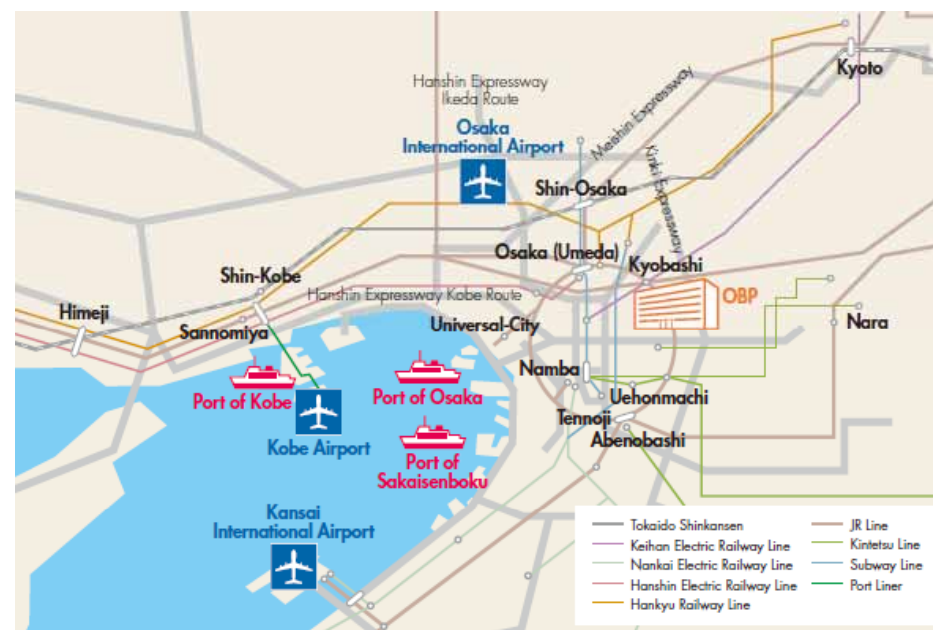 Hanshin Expressway
Ikeda Route
Osaka
International Airport
Meishin Expressway
Kinki Expressway
Kyoto
Shin-Osaka
Osaka (Umeda)
Kyobashi
OBP
Shin-Kobe
Hanshin Expressway Kobe Route
Himeji
Sannomiya
Universal-City
Nara
Port of Kobe
Port of Osaka
Namba
Uehonmachi
Tennoji
Abenobashi
Kobe Airport
Port of
Sakaisenboku
Kansai
International Airport
Tokaido Shinkansen
Keihan Electric Railway Line
Nankai Electric Railway Line
Hanshin Electric Railway Line
Hankyu Railway Line
JR Line
Kintetsu Line
Subway Line
Port Liner